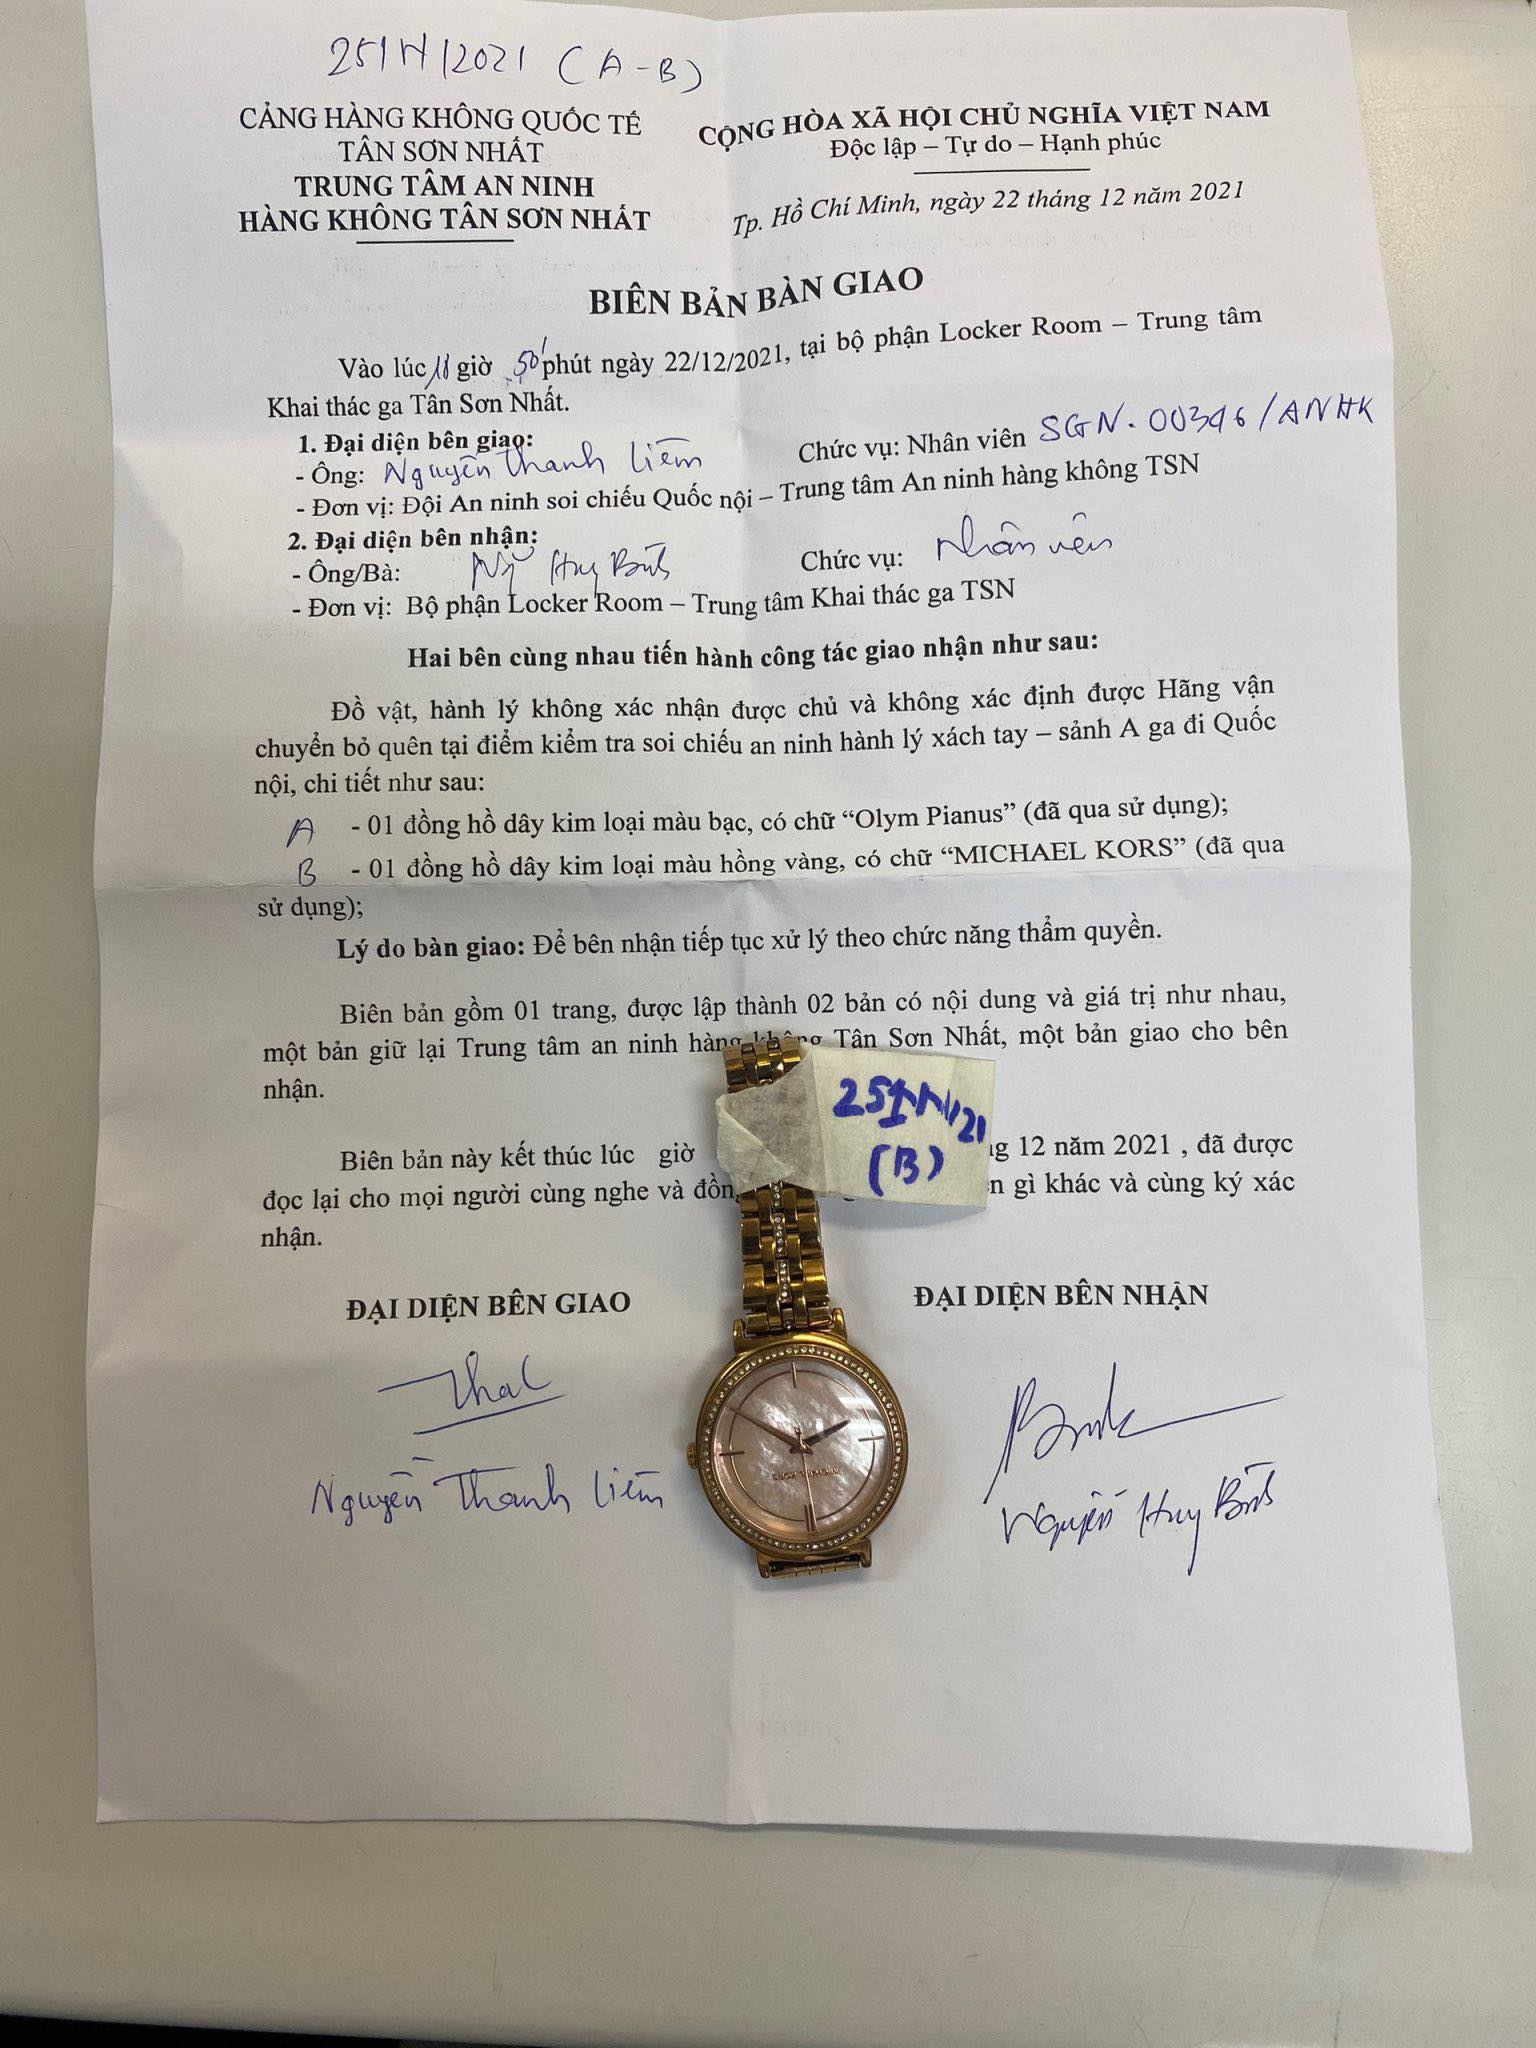 251H/2021 (A-B)
CẢNG HÀNG KHÔNG QUỐC TẾ
TÂN SƠN NHẤT
TRUNG TÂM AN NINH
HÀNG KHÔNG TÂN SƠN NHẤT
CỘNG HÒA XÃ HỘI CHỦ NGHĨA VIỆT NAM
Độc lập – Tự do – Hạnh phúc
Tp. Hồ Chí Minh, ngày 22 tháng 12 năm 2021
BIÊN BẢN BÀN GIAO
Vào lúc 18 giờ 50' phút ngày 22/12/2021, tại bộ phận Locker Room – Trung tâm
Khai thác ga Tân Sơn Nhất.
1. Đại diện bên giao:
- Ông: Nguyễn Thanh Liêm Chức vụ: Nhân viên SGN.00346/ANHK
- Đơn vị: Đội An ninh soi chiếu Quốc nội – Trung tâm An ninh hàng không TSN
2. Đại diện bên nhận:
- Ông/Bà: Huy Bình Chức vụ: Nhân viên
- Đơn vị: Bộ phận Locker Room – Trung tâm Khai thác ga TSN
Hai bên cùng nhau tiến hành công tác giao nhận như sau:
Đồ vật, hành lý không xác nhận được chủ và không xác định được Hãng vận
chuyển bỏ quên tại điểm kiểm tra soi chiếu an ninh hành lý xách tay – sảnh A ga đi Quốc
nội, chi tiết như sau:
A - 01 đồng hồ dây kim loại màu bạc, có chữ “Olym Pianus” (đã qua sử dụng);
B - 01 đồng hồ dây kim loại màu hồng vàng, có chữ “MICHAEL KORS” (đã qua
sử dụng);
Lý do bàn giao: Để bên nhận tiếp tục xử lý theo chức năng thẩm quyền.
Biên bản gồm 01 trang, được lập thành 02 bản có nội dung và giá trị như nhau,
một bản giữ lại Trung tâm an ninh hàng không Tân Sơn Nhất, một bản giao cho bên
nhận.
(B)
Biên bản này kết thúc lúc giờ 12 năm 2021 , đã được
đọc lại cho mọi người cùng nghe và gì khác và cùng ký xác
nhận.
ĐẠI DIỆN BÊN GIAO
ĐẠI DIỆN BÊN NHẬN
MICHAEL KORS
Nguyễn Thanh Liêm
Nguyễn Huy Bình